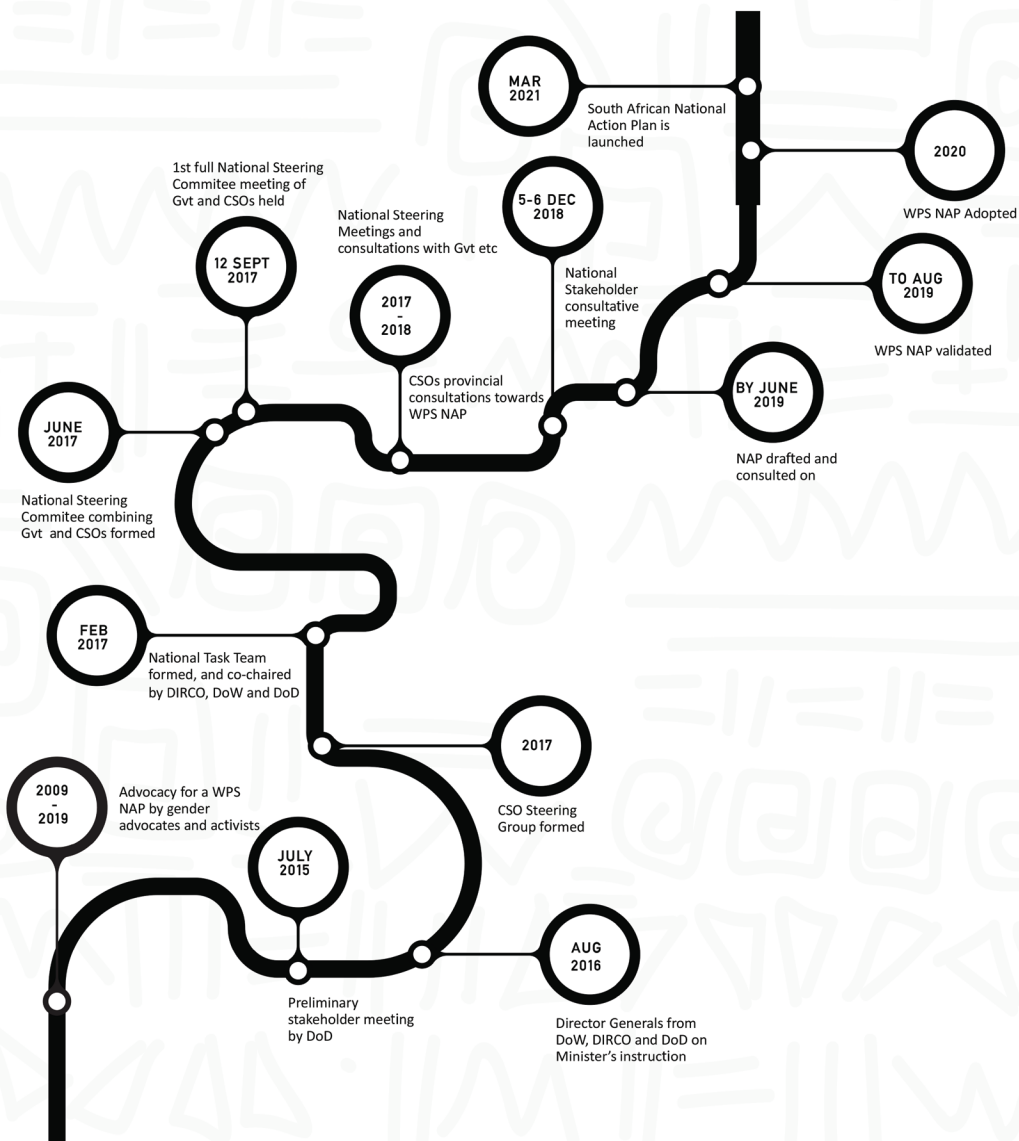 MAR
2021
South African National
Action Plan is
launched
2020
WPS NAP Adopted
1st full National Steering
Commitee meeting of
Gvt and CSOs held
12 SEPT
2017
National Steering
Meetings and
consultations with Gvt etc
2017
-
2018
CSOs provincial
consultations towards
WPS NAP
5-6 DEC
2018
National
Stakeholder
consultative
meeting
TO AUG
2019
WPS NAP validated
BY JUNE
2019
NAP drafted and
consulted on
JUNE
2017
National Steering
Commitee combining
Gvt  and CSOs formed
FEB
2017
National Task Team
formed, and co-chaired
by DIRCO, DoW and DoD
2017
CSO Steering
Group formed
2009
-
2019
Advocacy for a WPS
NAP by gender
advocates and activists
JULY
2015
Preliminary
stakeholder meeting
by DoD
AUG
2016
Director Generals from
DoW, DIRCO and DoD on
Minister’s instruction